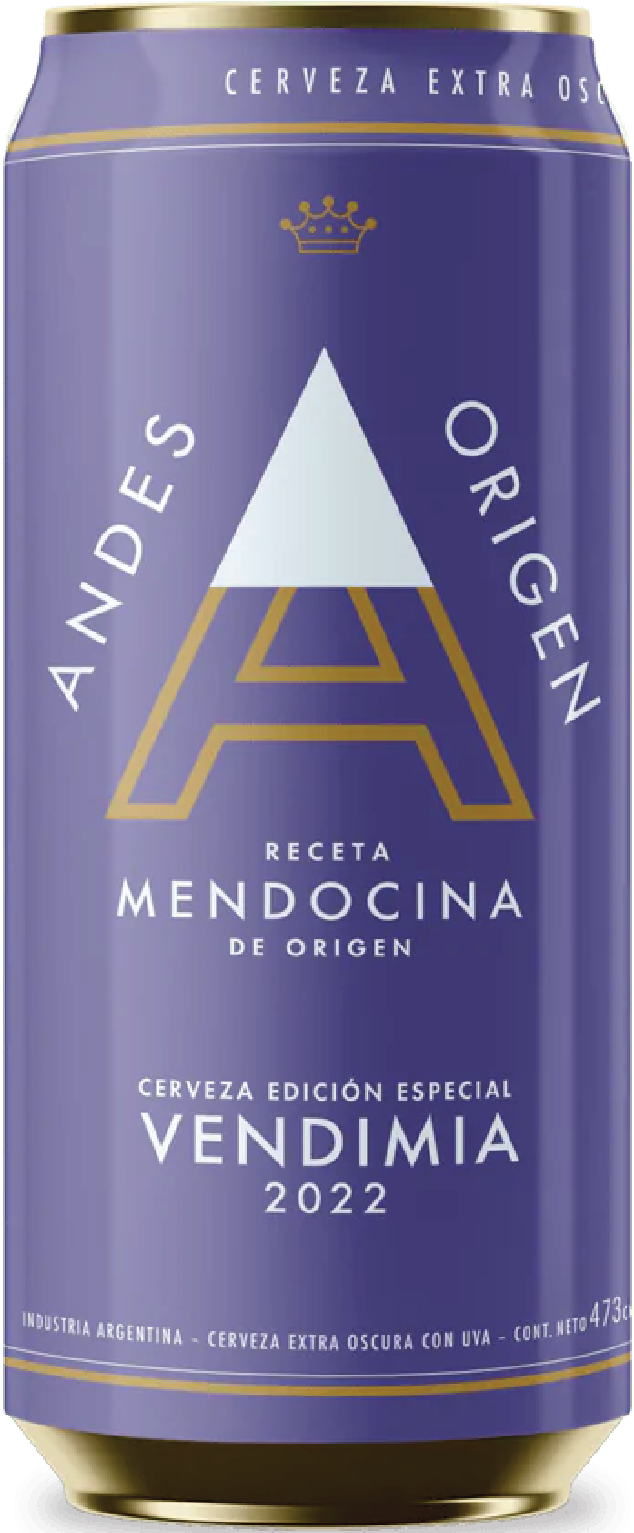 CERVEZA EXTRA
ANDES ORIGEN
RECETA
MENDOCINA
DE ORIGEN
CERVEZA EDICIÓN ESPECIAL
VENDIMIA
2022
INDUSTRIA ARGENTINA - CERVEZA EXTRA OSCURA CON UVA - CONT. NETO 473